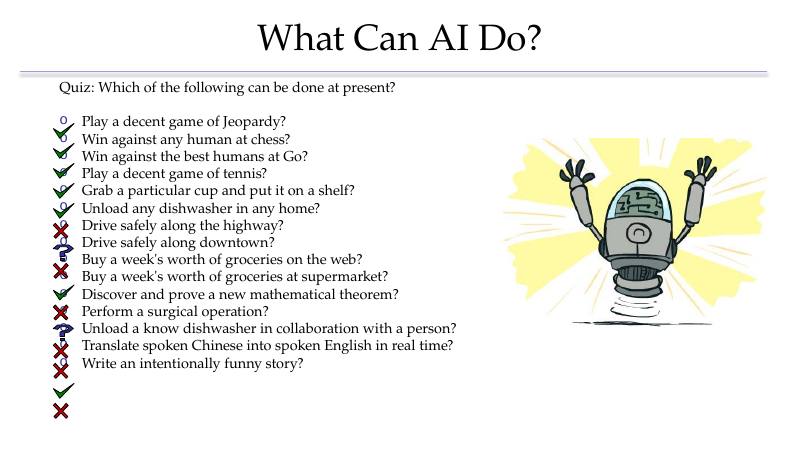 What Can AI Do?
Quiz: Which of the following can be done at present?
o Play a decent game of Jeopardy?
o Win against any human at chess?
o Win against the best humans at Go?
o Play a decent game of tennis?
o Grab a particular cup and put it on a shelf?
o Unload any dishwasher in any home?
o Drive safely along the highway?
o Drive safely along downtown?
o Buy a week's worth of groceries on the web?
o Buy a week's worth of groceries at supermarket?
o Discover and prove a new mathematical theorem?
o Perform a surgical operation?
o Unload a know dishwasher in collaboration with a person?
o Translate spoken Chinese into spoken English in real time?
o Write an intentionally funny story?